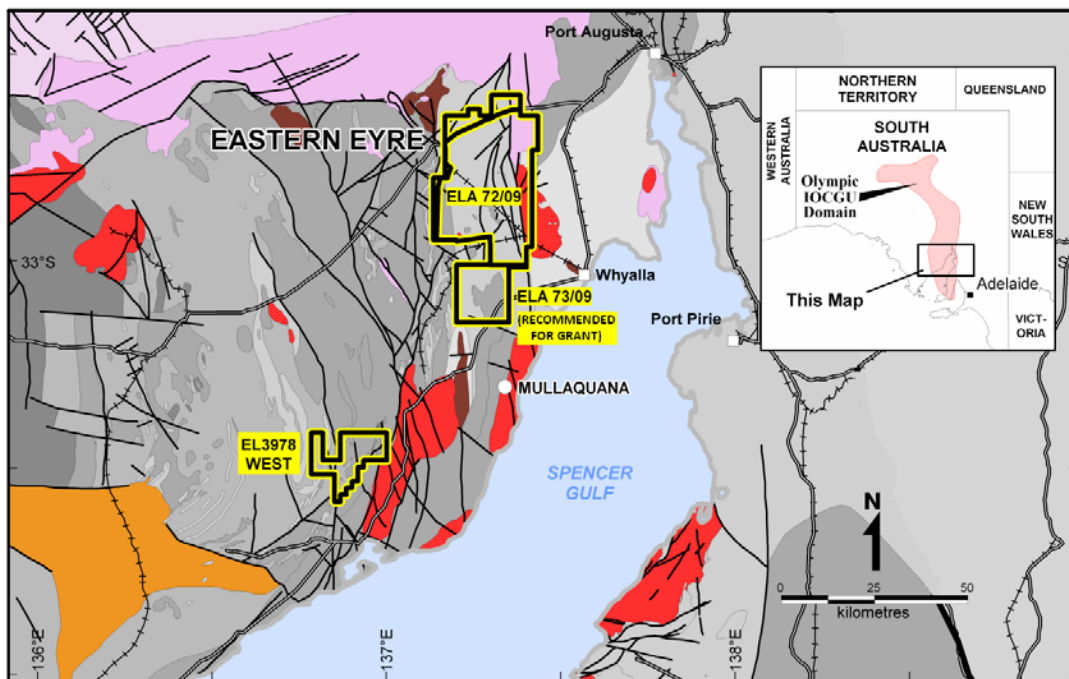 Port Augusta
EASTERN EYRE
ELA 72/09
33°S
Whyalla
ELA 73/09
(RECOMMENDED
FOR GRANT)
Port Pirie
MULLAQUANA
EL3978
WEST
SPENCER
GULF
N
0 25 50
kilometres
136°E
137°E
138°E
NORTHERN
TERRITORY
QUEENSLAND
WESTERN
AUSTRALIA
SOUTH
AUSTRALIA
Olympic
IOCGU
Domain
NEW
SOUTH
WALES
This Map
Adelaide
VICT-
ORIA